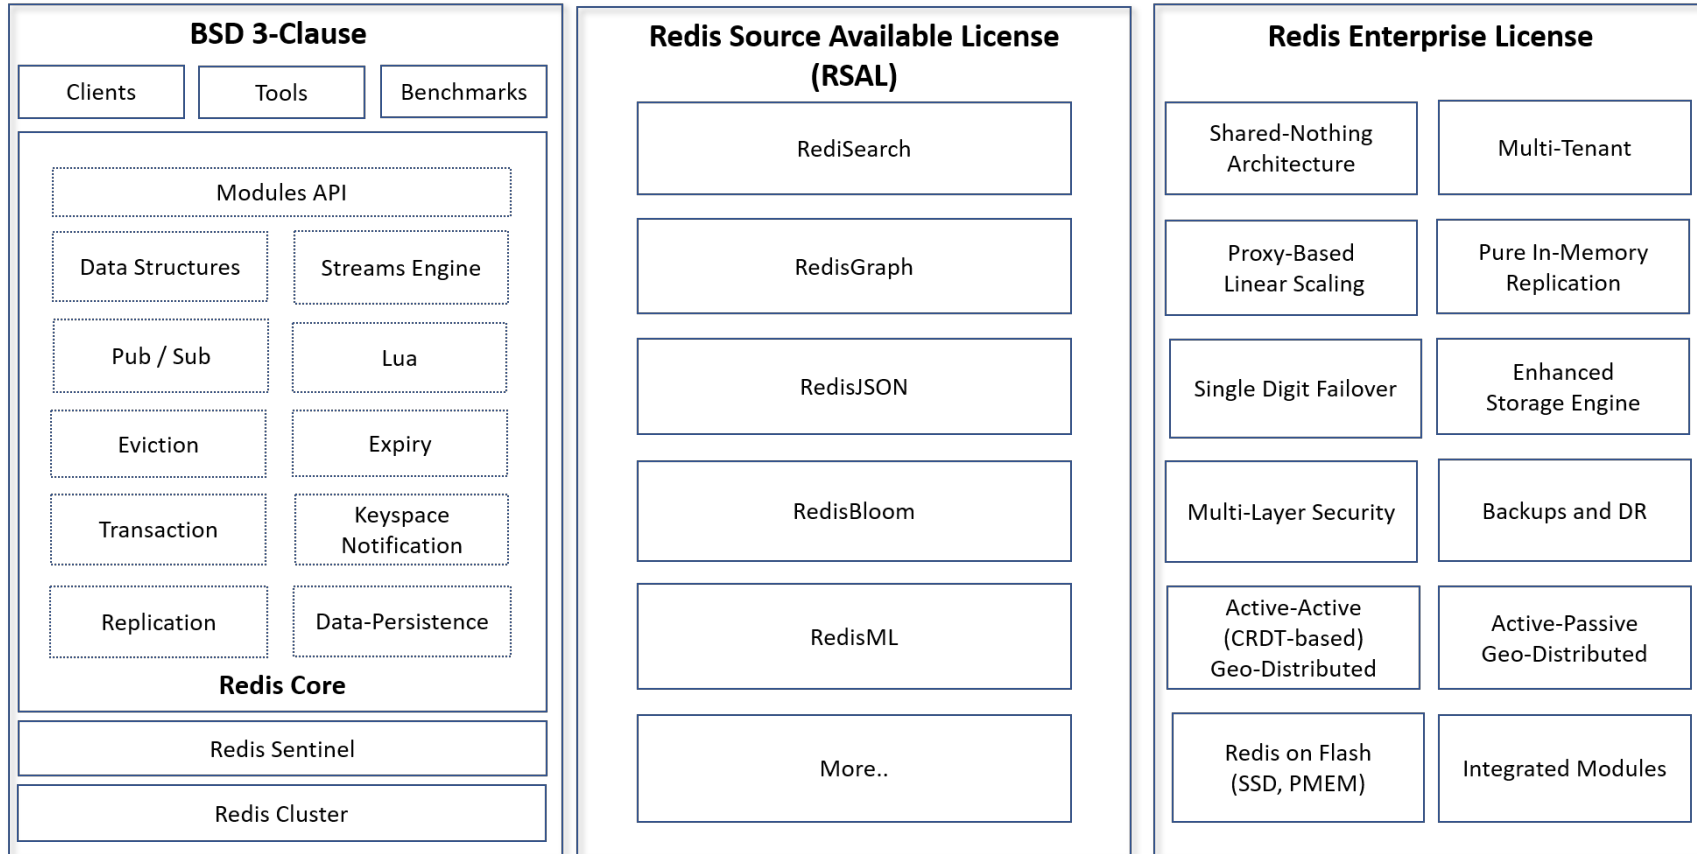 BSD 3-Clause
Clients
Tools
Benchmarks
Modules API
Data Structures
Streams Engine
Pub / Sub
Lua
Eviction
Expiry
Transaction
Keyspace
Notification
Replication
Data-Persistence
Redis Core
Redis Sentinel
Redis Cluster
Redis Source Available License
(RSAL)
RediSearch
RedisGraph
RedisJSON
RedisBloom
RedisML
More..
Redis Enterprise License
Shared-Nothing
Architecture
Multi-Tenant
Proxy-Based
Linear Scaling
Pure In-Memory
Replication
Single Digit Failover
Enhanced
Storage Engine
Multi-Layer Security
Backups and DR
Active-Active
(CRDT-based)
Geo-Distributed
Active-Passive
Geo-Distributed
Redis on Flash
(SSD, PMEM)
Integrated Modules